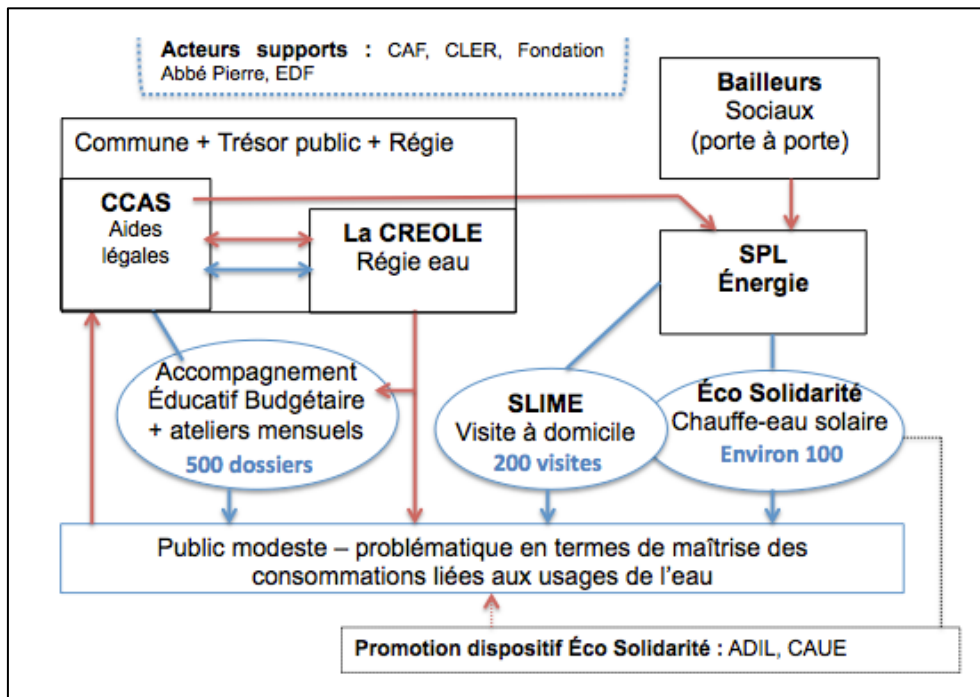 Acteurs supports : CAF, CLER, Fondation
Abbé Pierre, EDF
Bailleurs
Sociaux
(porte à porte)
Commune + Trésor public + Régie
CCAS
Aides
légales
La CREOLE
Régie eau
SPL
Énergie
Accompagnement
Éducatif Budgétaire
+ ateliers mensuels
500 dossiers
SLIME
Visite à domicile
200 visites
Éco Solidarité
Chauffe-eau solaire
Environ 100
Public modeste – problématique en termes de maîtrise des
consommations liées aux usages de l'eau
Promotion dispositif Éco Solidarité : ADIL, CAUE